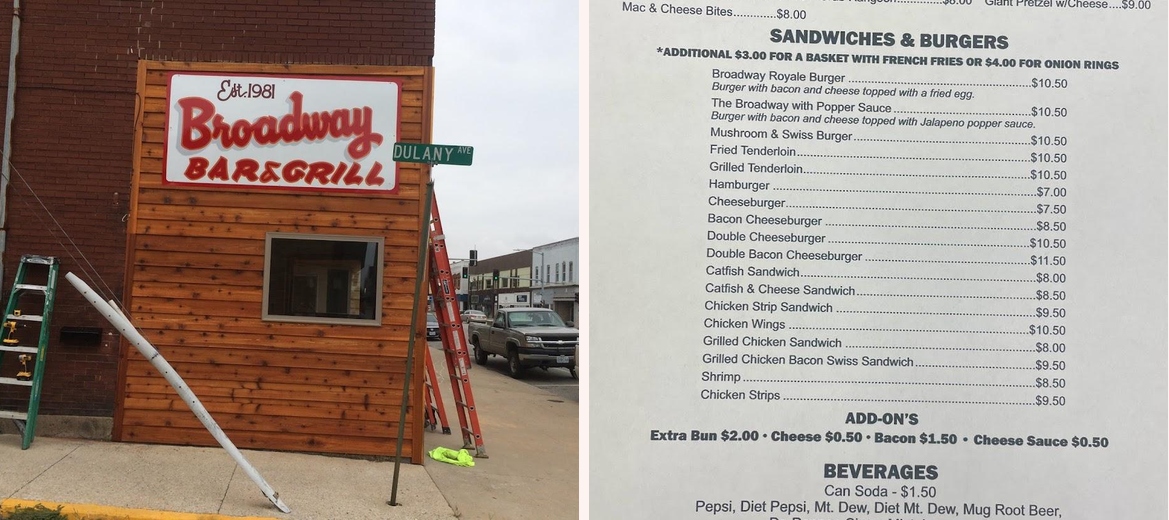 Est. 1981
Broadway
BAR & GRILL
DULANY AVE
$8.00 Giant Pretzel w/Cheese....$9.00
Mac & Cheese Bites............$8.00
SANDWICHES & BURGERS
*ADDITIONAL $3.00 FOR A BASKET WITH FRENCH FRIES OR $4.00 FOR ONION RINGS
Broadway Royale Burger ..........$10.50
Burger with bacon and cheese topped with a fried egg.
The Broadway with Popper Sauce ..........$10.50
Burger with bacon and cheese topped with Jalapeno popper sauce.
Mushroom & Swiss Burger..........$10.50
Fried Tenderloin..........$10.50
Grilled Tenderloin..........$10.50
Hamburger ..........$7.00
Cheeseburger..........$7.50
Bacon Cheeseburger ..........$8.50
Double Cheeseburger ..........$10.50
Double Bacon Cheeseburger ..........$11.50
Catfish Sandwich..........$8.00
Catfish & Cheese Sandwich..........$8.50
Chicken Strip Sandwich ..........$9.50
Chicken Wings ..........$10.50
Grilled Chicken Sandwich ..........$8.00
Grilled Chicken Bacon Swiss Sandwich..........$9.50
Shrimp ..........$8.50
Chicken Strips ..........$9.50
ADD-ON'S
Extra Bun $2.00 • Cheese $0.50 • Bacon $1.50 • Cheese Sauce $0.50
BEVERAGES
Can Soda - $1.50
Pepsi, Diet Pepsi, Mt. Dew, Diet Mt. Dew, Mug Root Beer,